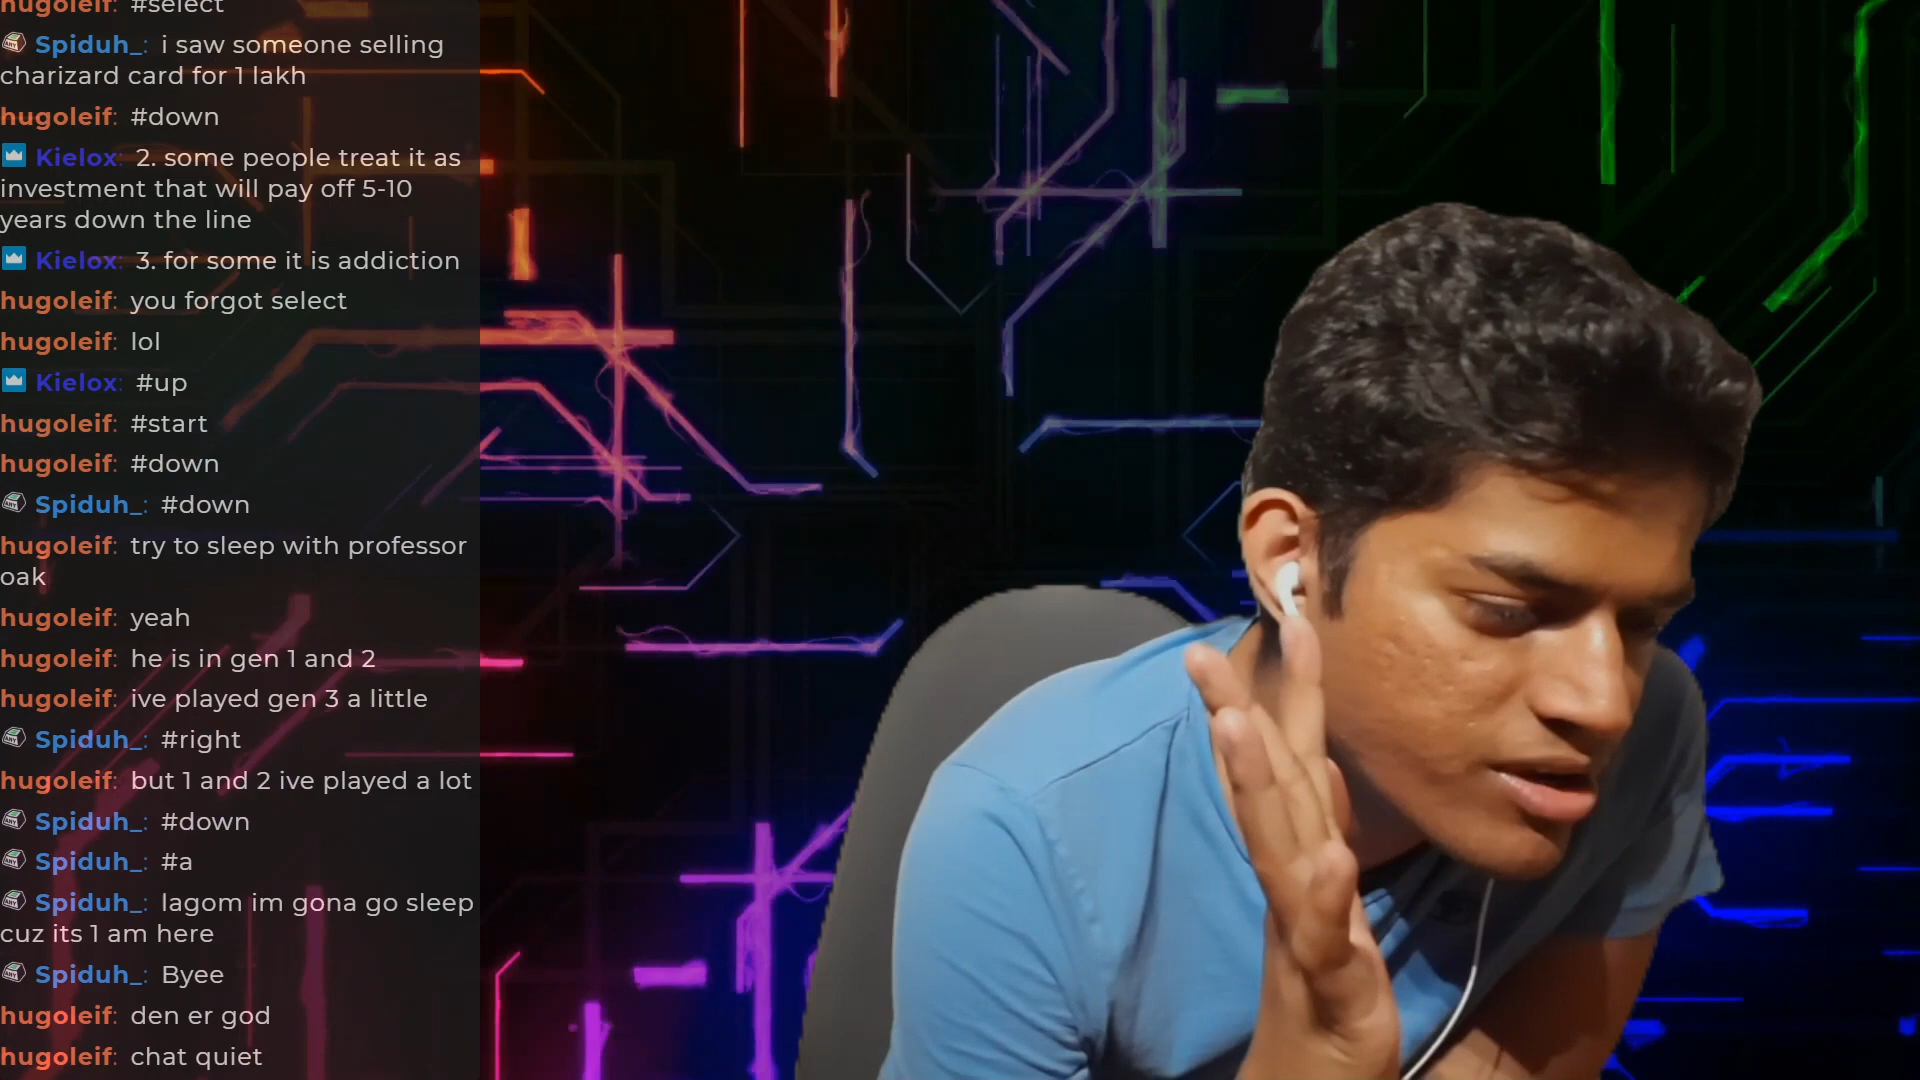 hugoleif: #select
Spiduh_: i saw someone selling
charizard card for 1 lakh
hugoleif: #down
Kielox: 2. some people treat it as
investment that will pay off 5-10
years down the line
Kielox: 3. for some it is addiction
hugoleif: you forgot select
hugoleif: lol
Kielox: #up
hugoleif: #start
hugoleif: #down
Spiduh_: #down
hugoleif: try to sleep with professor
oak
hugoleif: yeah
hugoleif: he is in gen 1 and 2
hugoleif: ive played gen 3 a little
Spiduh_: #right
hugoleif: but 1 and 2 ive played a lot
Spiduh_: #down
Spiduh_: #a
Spiduh_: lagom im gona go sleep
cuz its 1 am here
Spiduh_: Byee
hugoleif: den er god
hugoleif: chat quiet